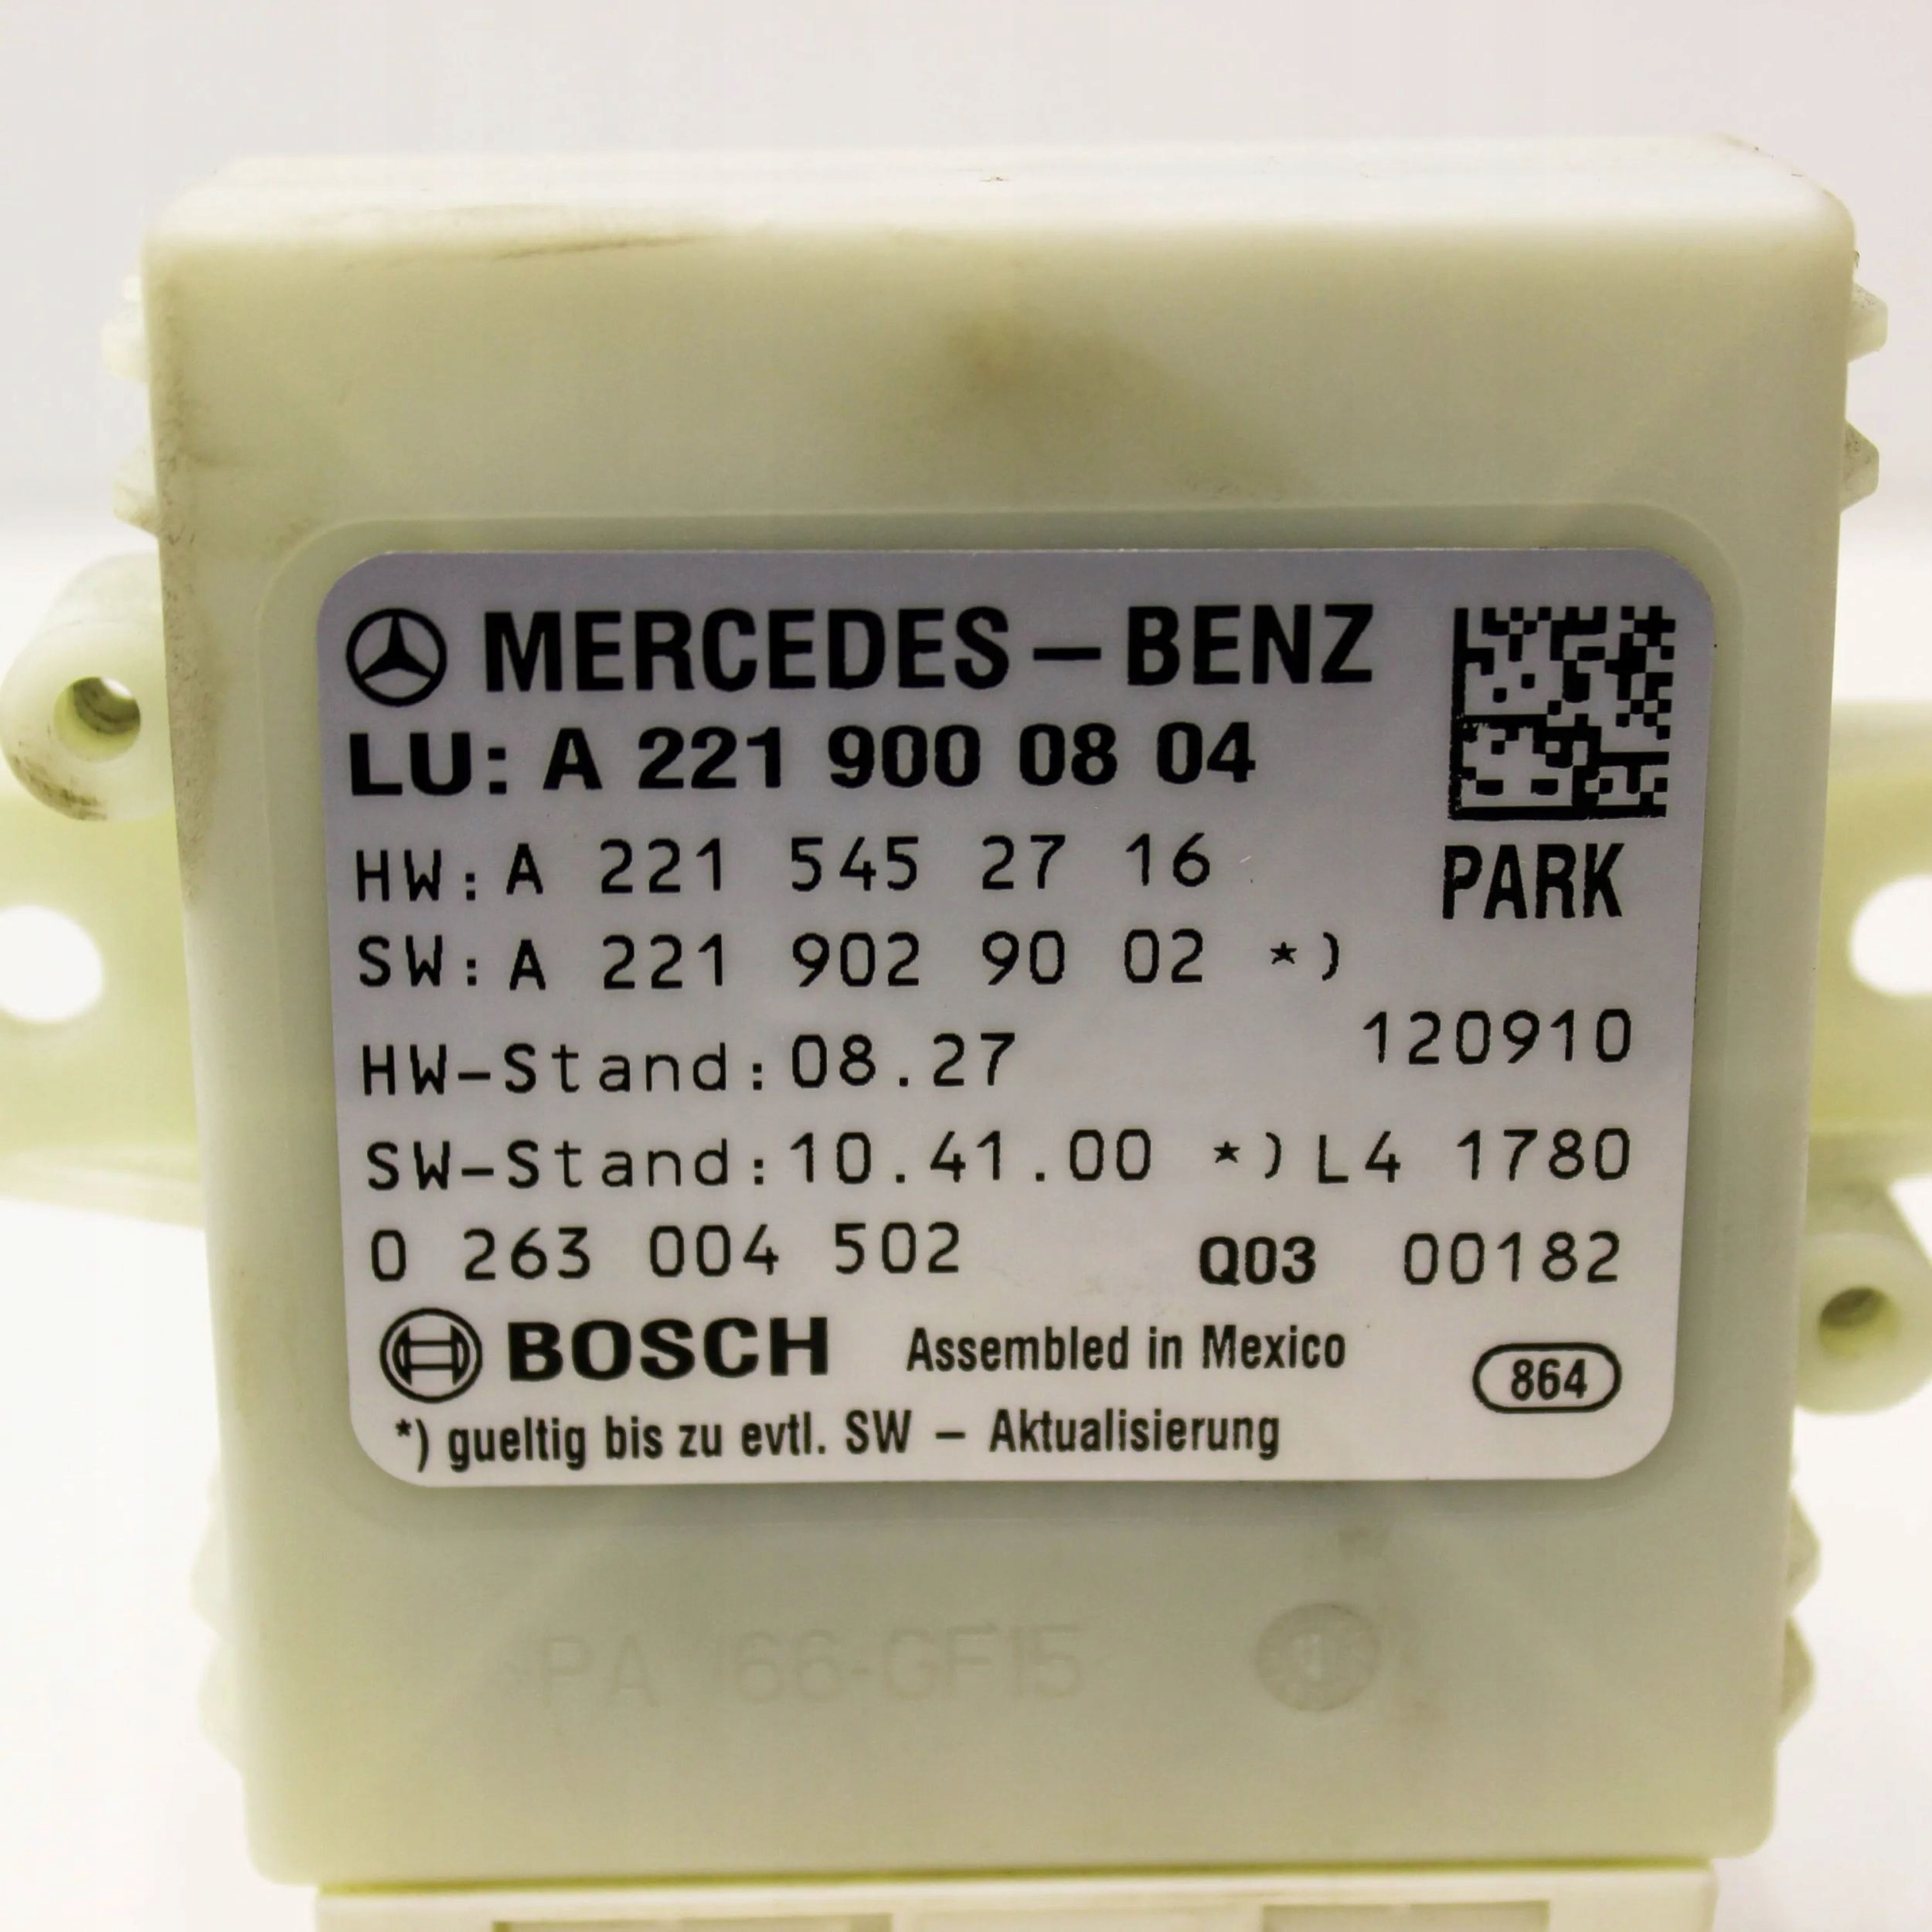 MERCEDES – BENZ
LU: A 221 900 08 04
HW: A 221 545 27 16
PARK
SW: A 221 902 90 02 *)
120910
HW-Stand: 08.27
SW-Stand: 10.41.00 *) L4 1780
0 263 004 502 Q03 00182
BOSCH Assembled in Mexico 864
*) gueltig bis zu evtl. SW – Aktualisierung
PA 66-GF15